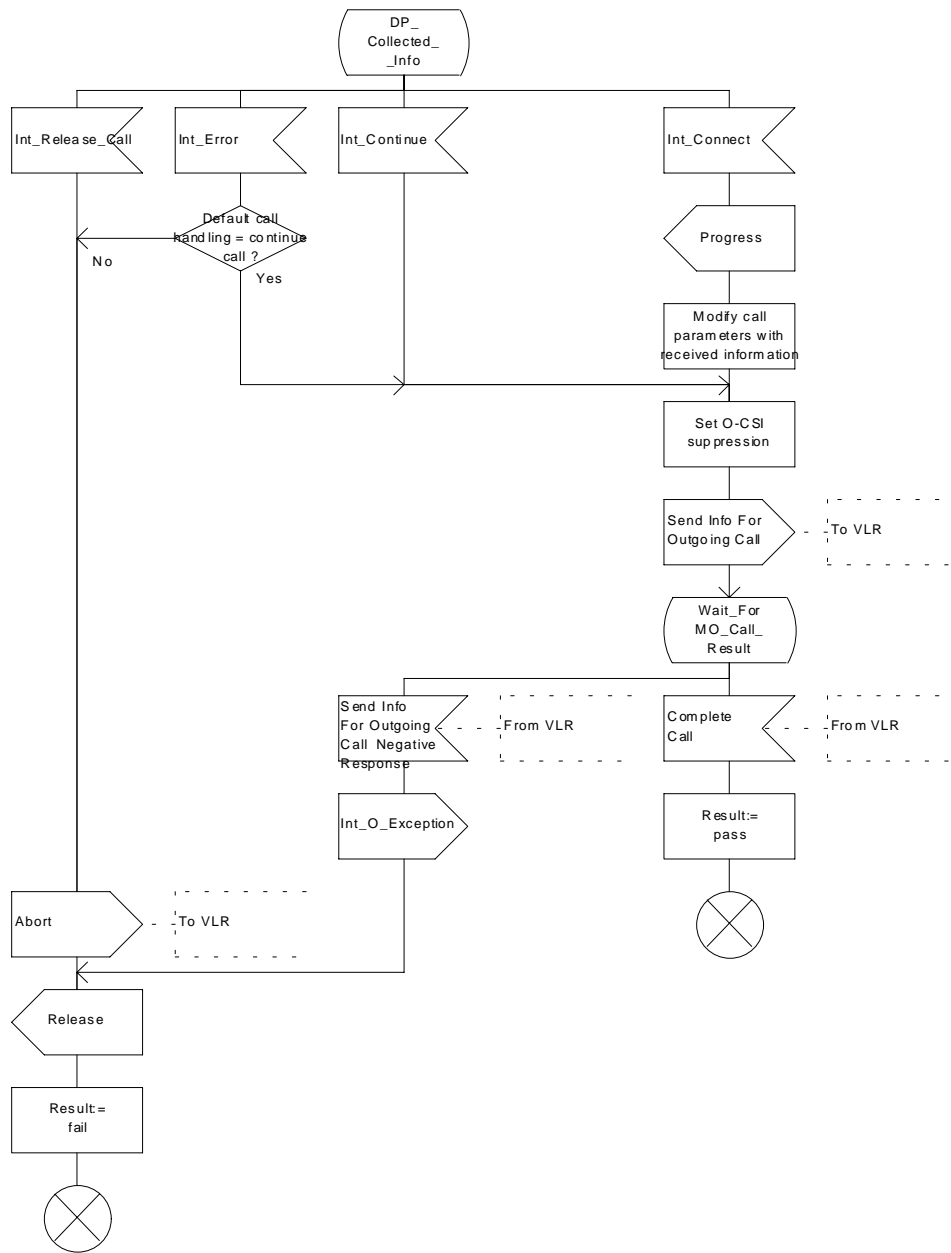 DP_
Collected_
_Info
Int_Release_Call
Int_Error
Int_Continue
Int_Connect
Default call
handling = continue
call ?
No
Yes
Progress
Modify call
parameters with
received information
Set O-CSI
suppression
Send Info For
Outgoing Call
To VLR
Wait_For
MO_Call_
Result
Send Info
For Outgoing
Call Negative
Response
From VLR
Complete
Call
From VLR
Int_O_Exception
Result:=
pass
Abort
To VLR
Release
Result:=
fail